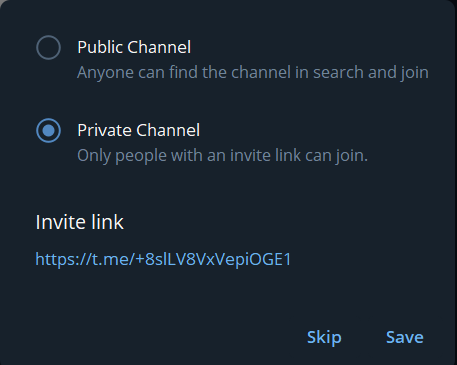 Public Channel
Anyone can find the channel in search and join
Private Channel
Only people with an invite link can join.
Invite link
https://t.me/+8slLV8VxVepiOGE1
Skip Save